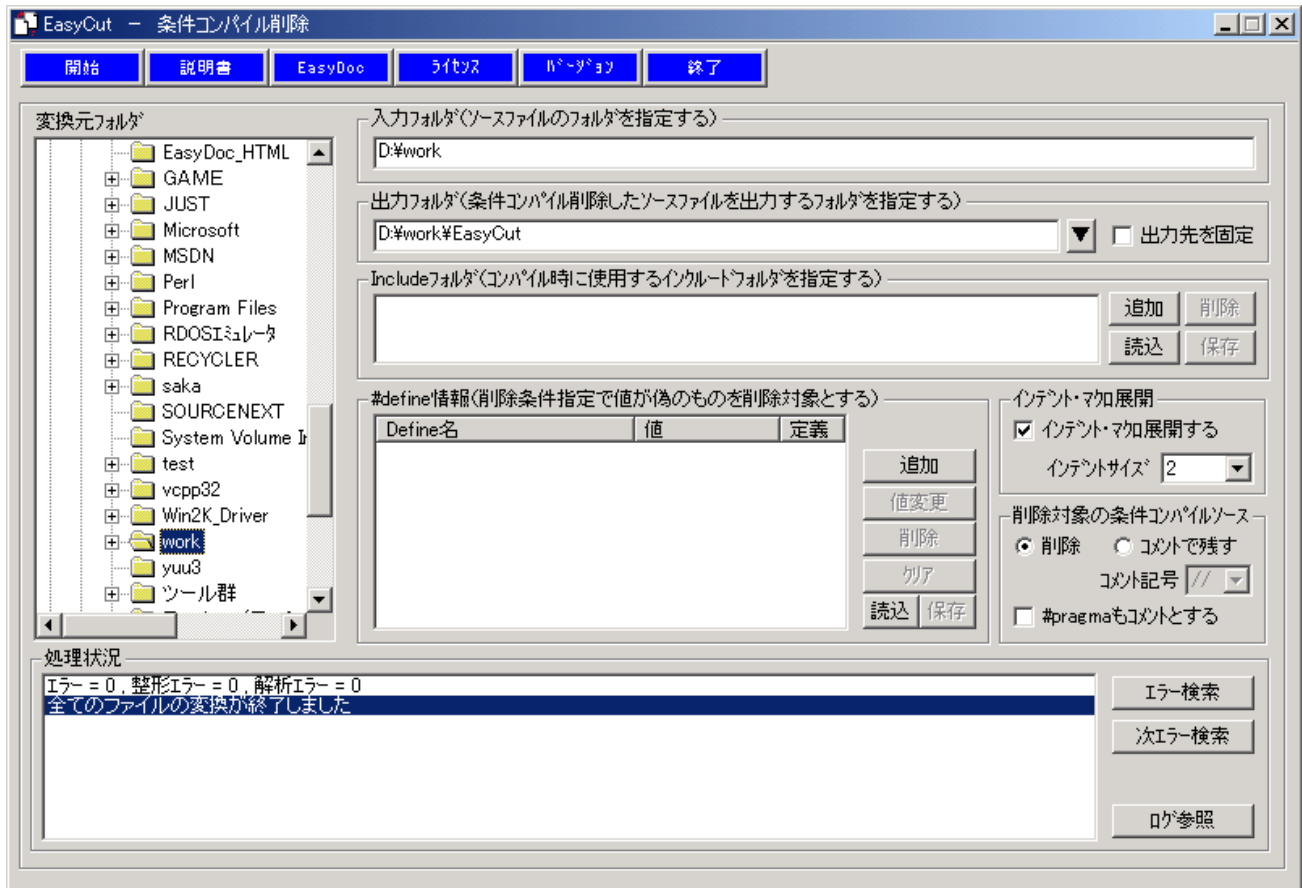 EasyCut － 条件コンパイル削除
開始 説明書 EasyDoc ﾗｲｾﾝｽ ﾊﾞｰｼﾞｮﾝ 終了
変換元ﾌｫﾙﾀﾞ
EasyDoc_HTML
GAME
JUST
Microsoft
MSDN
Perl
Program Files
RDOSｴﾐｭﾚｰﾀ
RECYCLER
saka
SOURCENEXT
System Volume I
test
vcpp32
Win2K_Driver
work
yuu3
ツール群
入力ﾌｫﾙﾀﾞ(ｿｰｽﾌｧｲﾙのﾌｫﾙﾀﾞを指定する)
D:¥work
出力ﾌｫﾙﾀﾞ(条件ｺﾝﾊﾟｲﾙ削除したｿｰｽﾌｧｲﾙを出力するﾌｫﾙﾀﾞを指定する)
D:¥work¥EasyCut
▼ 出力先を固定
Includeﾌｫﾙﾀﾞ(ｺﾝﾊﾟｲﾙ時に使用するｲﾝｸﾙｰﾄﾞﾌｫﾙﾀﾞを指定する)
追加 削除
読込 保存
#define情報(削除条件指定で値が偽のものを削除対象とする)
Define名 値 定義
追加
値変更
削除
ｸﾘｱ
読込 保存
ｲﾝﾃﾞﾝﾄ・ﾏｸﾛ展開
ｲﾝﾃﾞﾝﾄ・ﾏｸﾛ展開する
ｲﾝﾃﾞﾝﾄｻｲｽﾞ 2
削除対象の条件ｺﾝﾊﾟｲﾙｿｰｽ
削除 ｺﾒﾝﾄで残す
ｺﾒﾝﾄ記号 //
#pragmaもｺﾒﾝﾄとする
処理状況
ｴﾗｰ = 0 , 整形ｴﾗｰ = 0 , 解析ｴﾗｰ = 0
全てのファイルの変換が終了しました
ｴﾗｰ検索
次ｴﾗｰ検索
ﾛｸﾞ参照